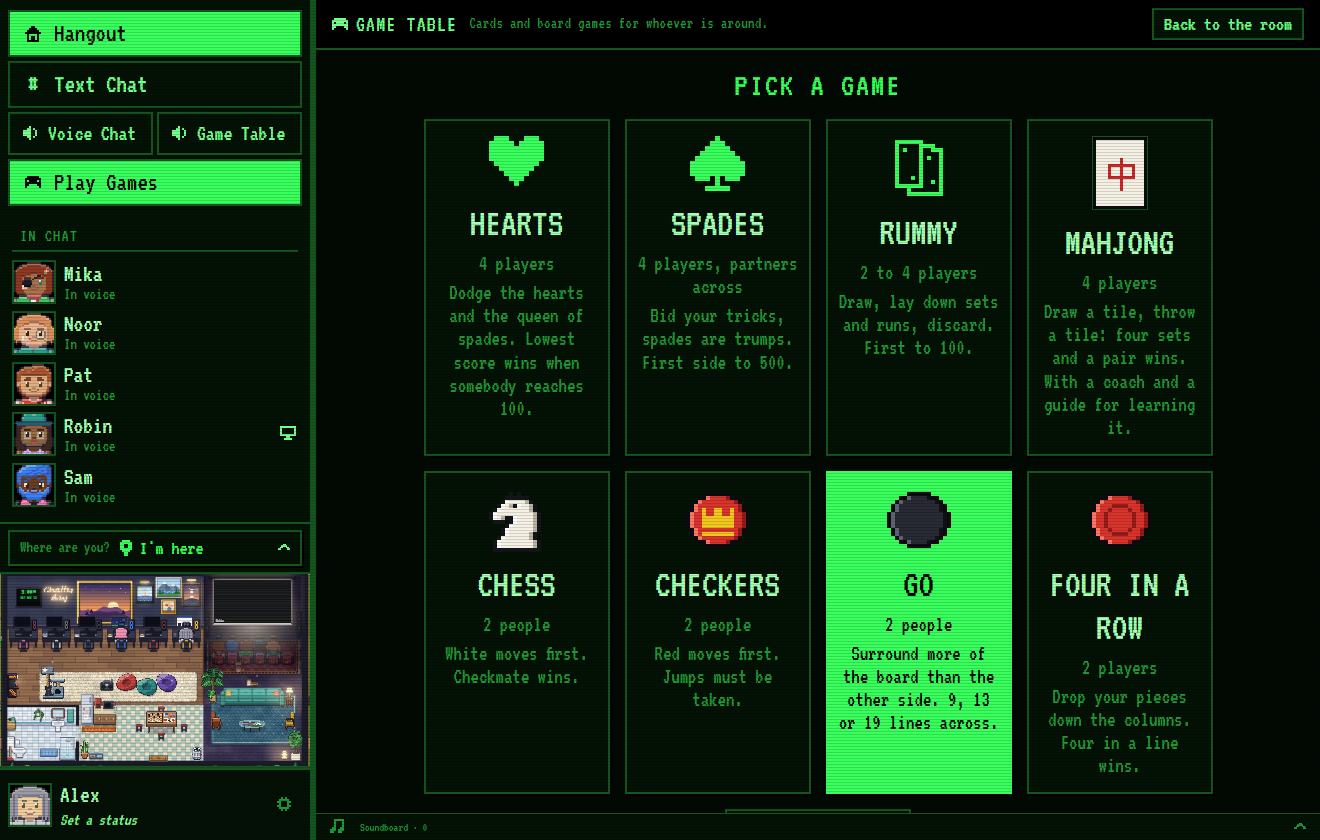 Hangout
Text Chat
Voice Chat
Game Table
Play Games
IN CHAT
Mika
In voice
Noor
In voice
Pat
In voice
Robin
In voice
Sam
In voice
Where are you? I'm here
Alex
Set a status
GAME TABLE Cards and board games for whoever is around.
Back to the room
PICK A GAME
HEARTS
4 players
Dodge the hearts
and the queen of
spades. Lowest
score wins when
somebody reaches
100.
SPADES
4 players, partners
across
Bid your tricks,
spades are trumps.
First side to 500.
RUMMY
2 to 4 players
Draw, lay down sets
and runs, discard.
First to 100.
中
MAHJONG
4 players
Draw a tile, throw
a tile: four sets
and a pair wins.
With a coach and a
guide for learning
it.
CHESS
2 people
White moves first.
Checkmate wins.
CHECKERS
2 people
Red moves first.
Jumps must be
taken.
GO
2 people
Surround more of
the board than the
other side. 9, 13
or 19 lines across.
FOUR IN A
ROW
2 players
Drop your pieces
down the columns.
Four in a line
wins.
Soundboard · 0